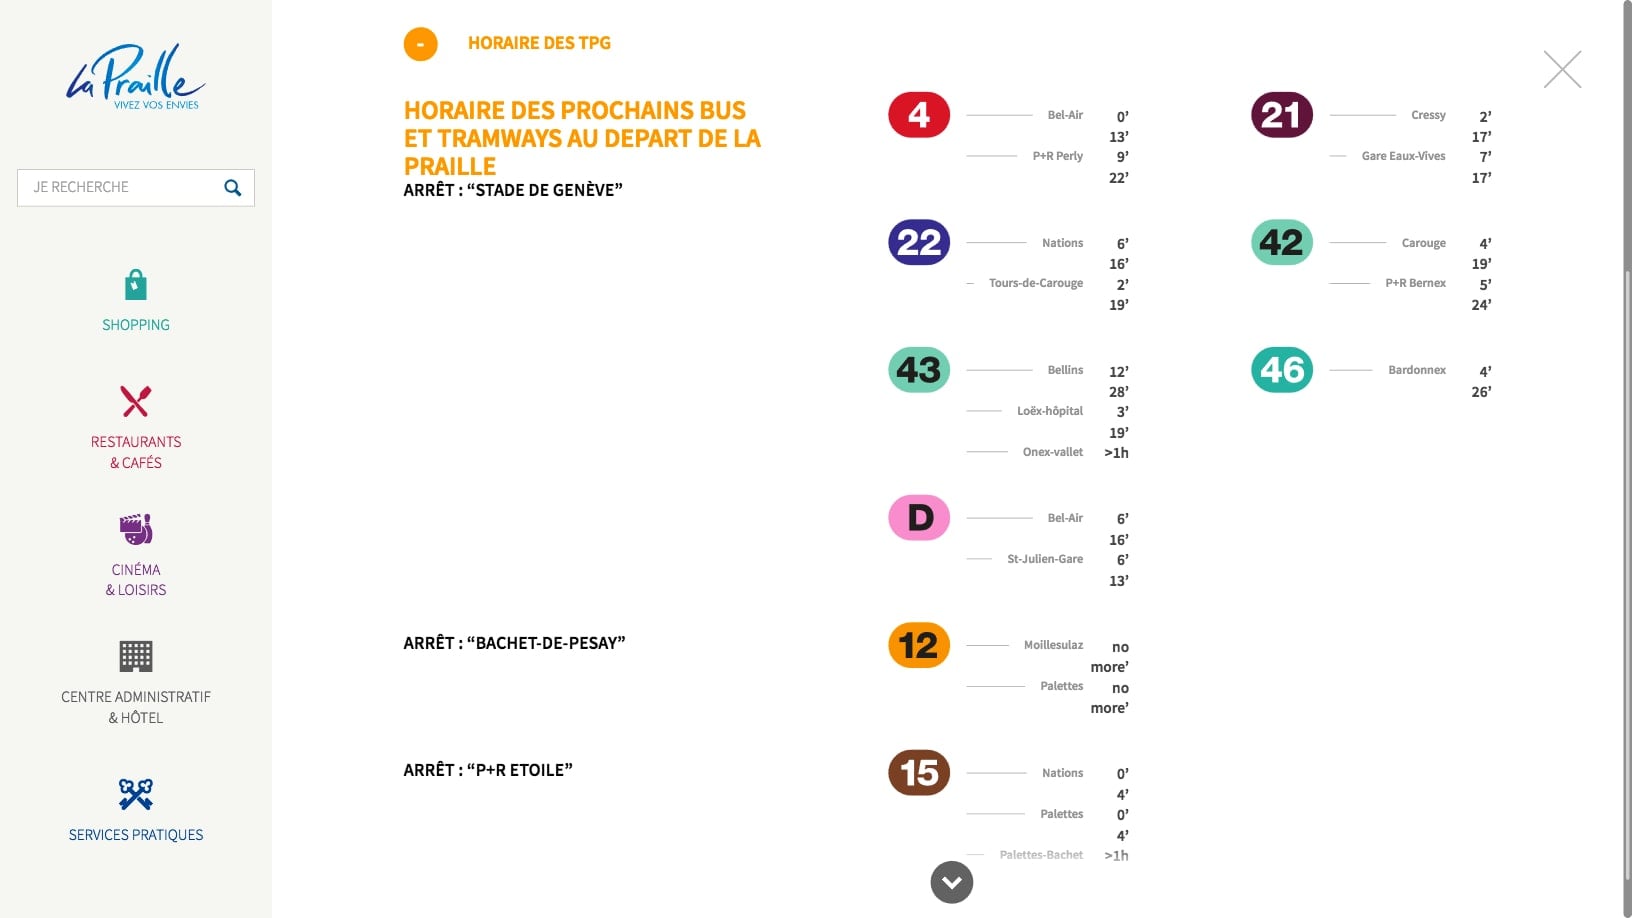 La Praille
VIVEZ VOS ENVIES
JE RECHERCHE
SHOPPING
RESTAURANTS
& CAFÉS
CINÉMA
& LOISIRS
CENTRE ADMINISTRATIF
& HÔTEL
SERVICES PRATIQUES
- HORAIRE DES TPG
HORAIRE DES PROCHAINS BUS
ET TRAMWAYS AU DEPART DE LA
PRAILLE
ARRÊT : “STADE DE GENÈVE”
4 Bel-Air 0’
13’
P+R Perly 9’
22’
21 Cressy 2’
17’
Gare Eaux-Vives 7’
17’
22 Nations 6’
16’
Tours-de-Carouge 2’
19’
42 Carouge 4’
19’
P+R Bernex 5’
24’
43 Bellins 12’
28’
Loëx-hôpital 3’
19’
Onex-vallet >1h
46 Bardonnex 4’
26’
D Bel-Air 6’
16’
St-Julien-Gare 6’
13’
ARRÊT : “BACHET-DE-PESAY”
12 Moillesulaz no
more’
Palettes no
more’
ARRÊT : “P+R ETOILE”
15 Nations 0’
4’
Palettes 0’
4’
Palettes-Bachet >1h